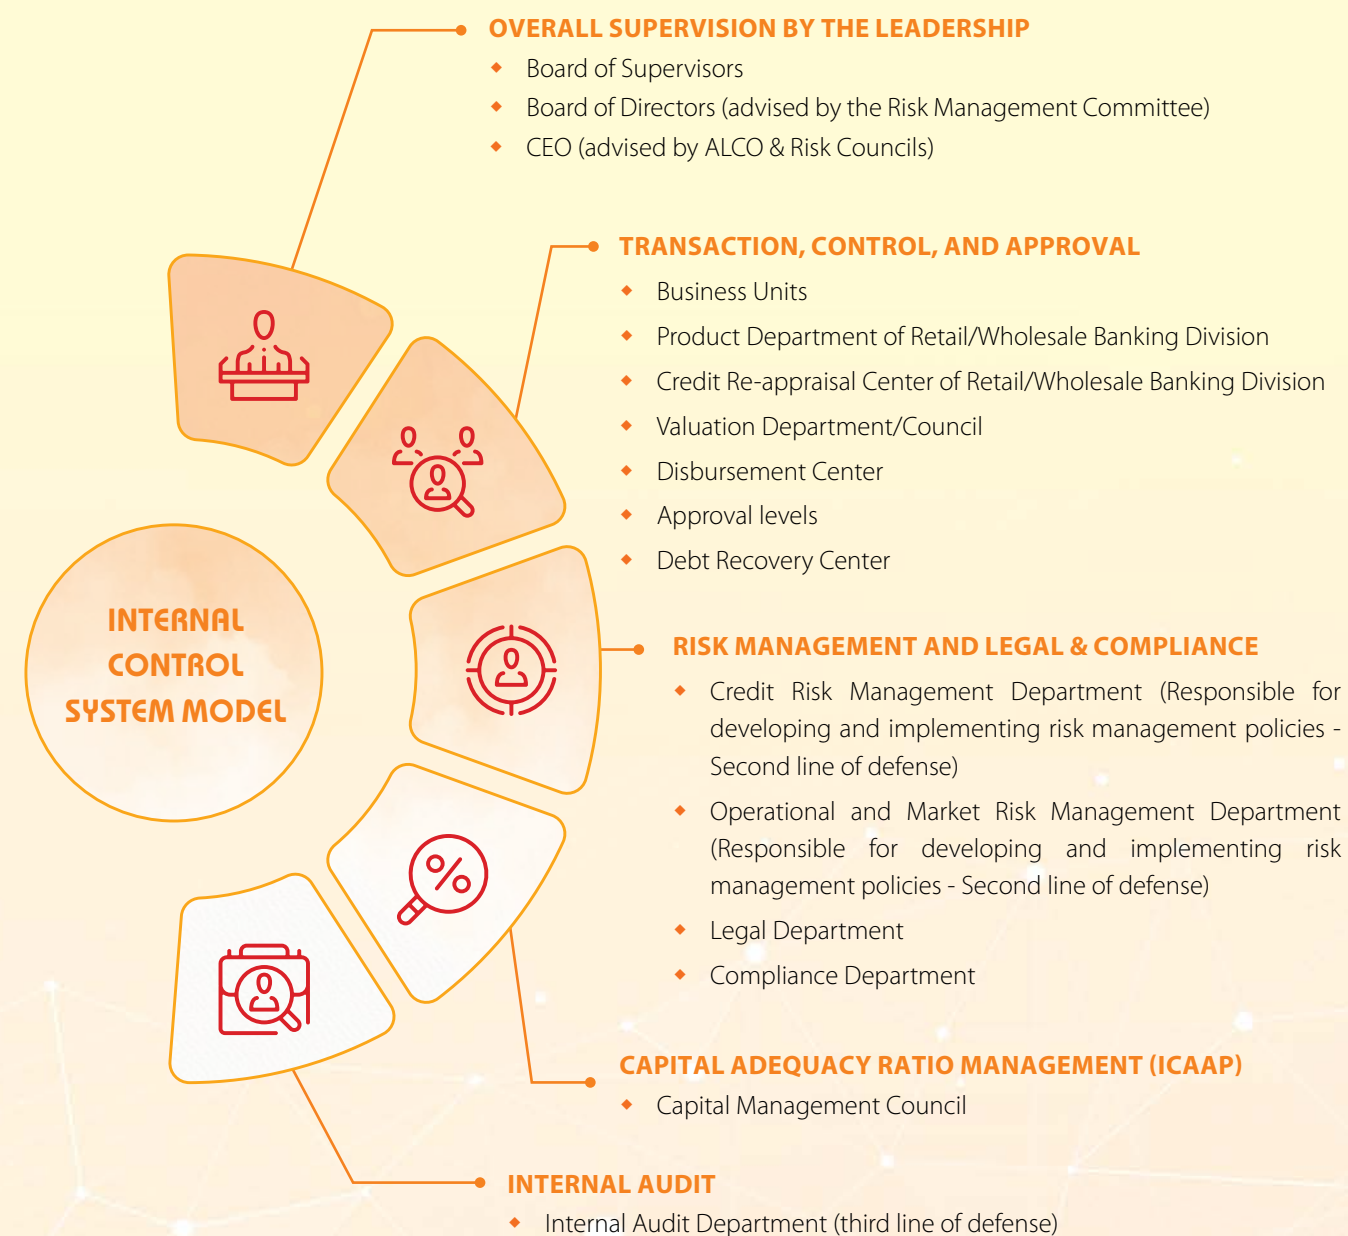 OVERALL SUPERVISION BY THE LEADERSHIP
Board of Supervisors
Board of Directors (advised by the Risk Management Committee)
CEO (advised by ALCO & Risk Councils)
TRANSACTION, CONTROL, AND APPROVAL
Business Units
Product Department of Retail/Wholesale Banking Division
Credit Re-appraisal Center of Retail/Wholesale Banking Division
Valuation Department/Council
Disbursement Center
Approval levels
Debt Recovery Center
INTERNAL
CONTROL
SYSTEM MODEL
RISK MANAGEMENT AND LEGAL & COMPLIANCE
Credit Risk Management Department (Responsible for
developing and implementing risk management policies -
Second line of defense)
Operational and Market Risk Management Department
(Responsible for developing and implementing risk
management policies - Second line of defense)
Legal Department
Compliance Department
CAPITAL ADEQUACY RATIO MANAGEMENT (ICAAP)
Capital Management Council
INTERNAL AUDIT
Internal Audit Department (third line of defense)